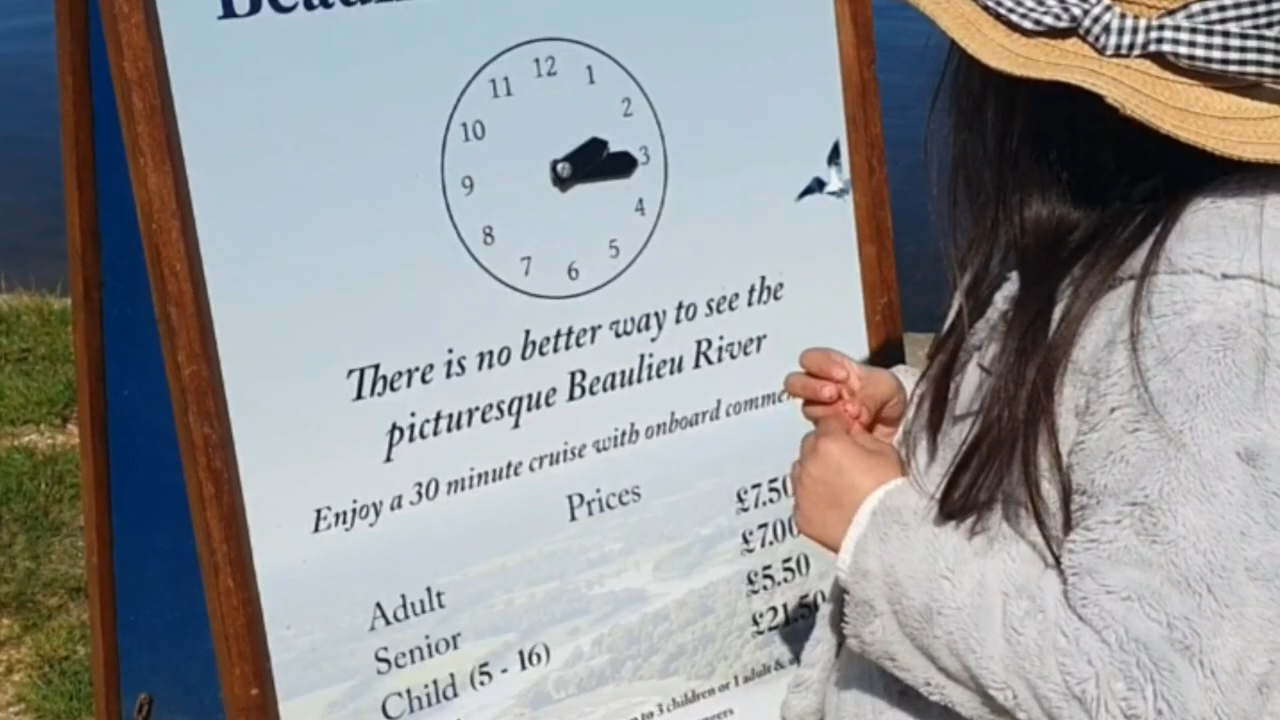 12
11
1
10
2
9
3
8
4
7
6
5
There is no better way to see the
picturesque Beaulieu River
Enjoy a 30 minute cruise with onboard
Prices
Adult £7.50
Senior £7.00
Child (5 - 16) £5.50
£21.50
to 3 children or 1 adult &